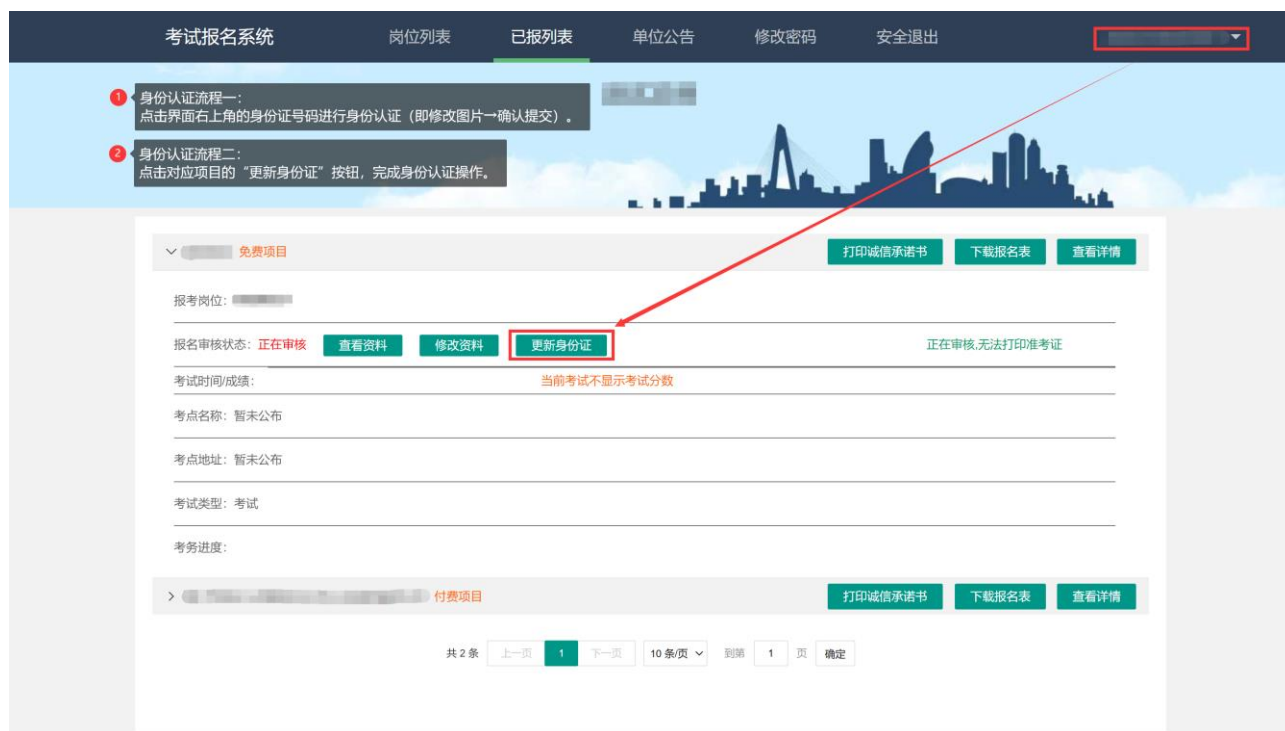 考试报名系统 岗位列表 已报列表 单位公告 修改密码 安全退出
1 身份认证流程一：
点击界面右上角的身份证号码进行身份认证（即修改图片→确认提交）.
2 身份认证流程二：
点击对应项目的“更新身份证”按钮，完成身份认证操作。
免费项目 打印诚信承诺书 下载报名表 查看详情
报考岗位：
报名审核状态：正在审核 查看资料 修改资料 更新身份证 正在审核,无法打印准考证
考试时间/成绩： 当前考试不显示考试分数
考点名称：暂未公布
考点地址：暂未公布
考试类型：考试
考务进度：
付费项目 打印诚信承诺书 下载报名表 查看详情
共 2 条 上一页 1 下一页 10 条/页 到第 1 页 确定